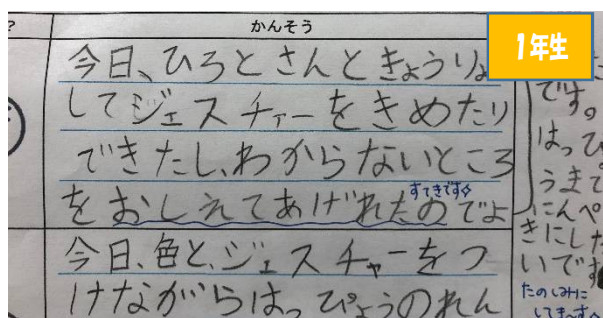 ?
かんそう
1年生
今日、ひろとさんときょうりょ
してジェスチャーをきめたり
できたし、わからないところ
をおしえてあげれたのでよ
すてきです
今日、色と、ジェスチャーをつ
けながらはっぴょうのれん
です。
はっぴ
うまで
にんぺ
きにした
いです
たのしみに
してま